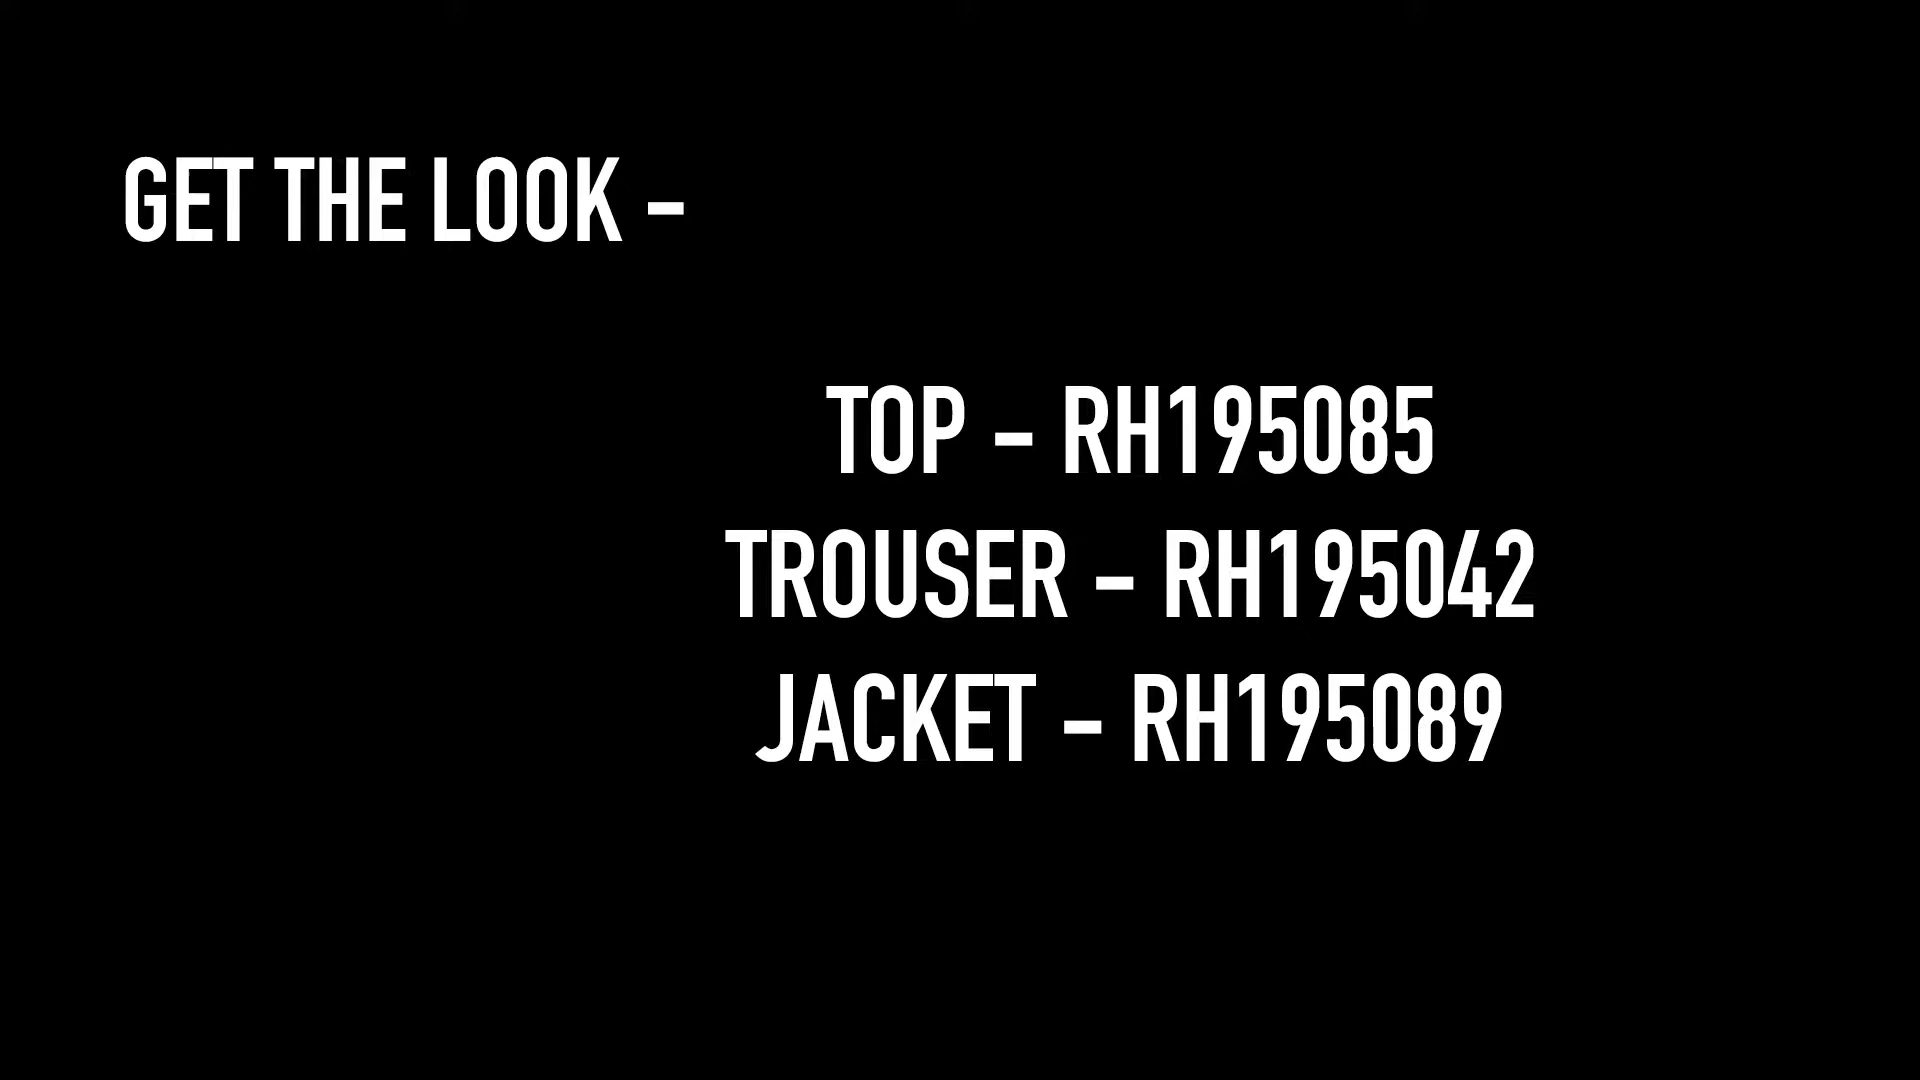 GET THE LOOK -
TOP - RH195085
TROUSER - RH195042
JACKET - RH195089